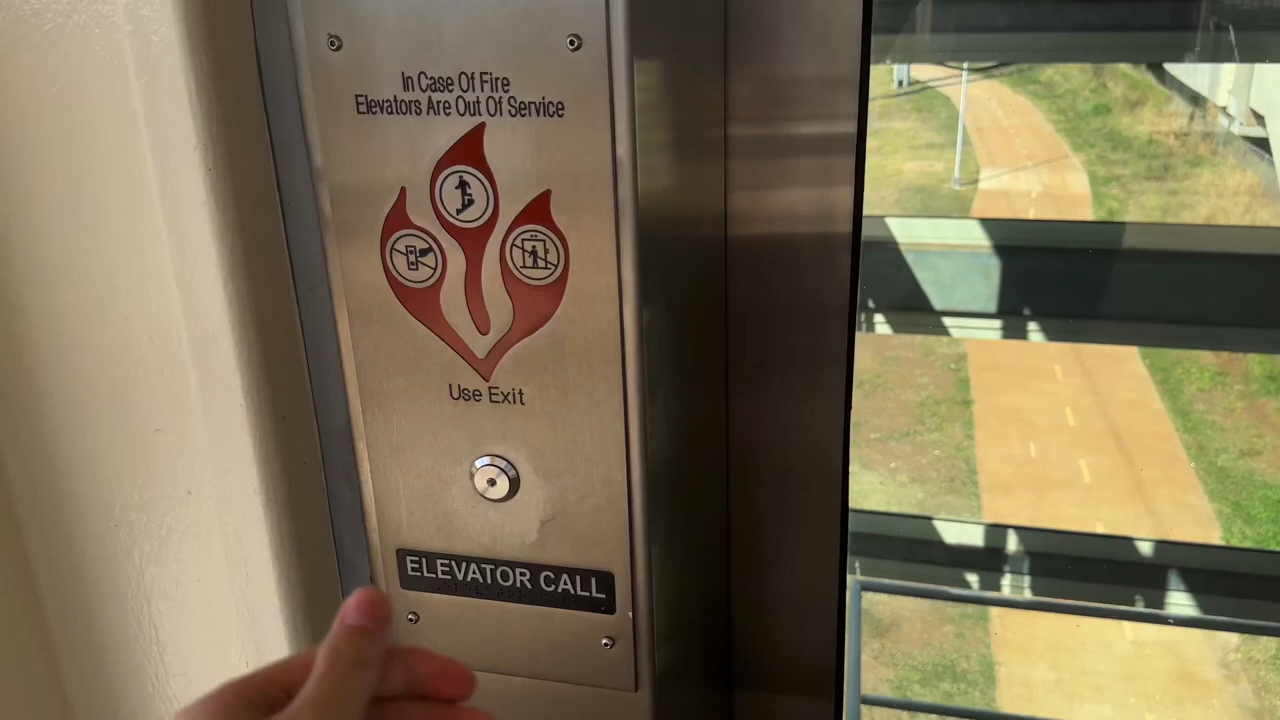 In Case Of Fire
Elevators Are Out Of Service
Use Exit
ELEVATOR CALL